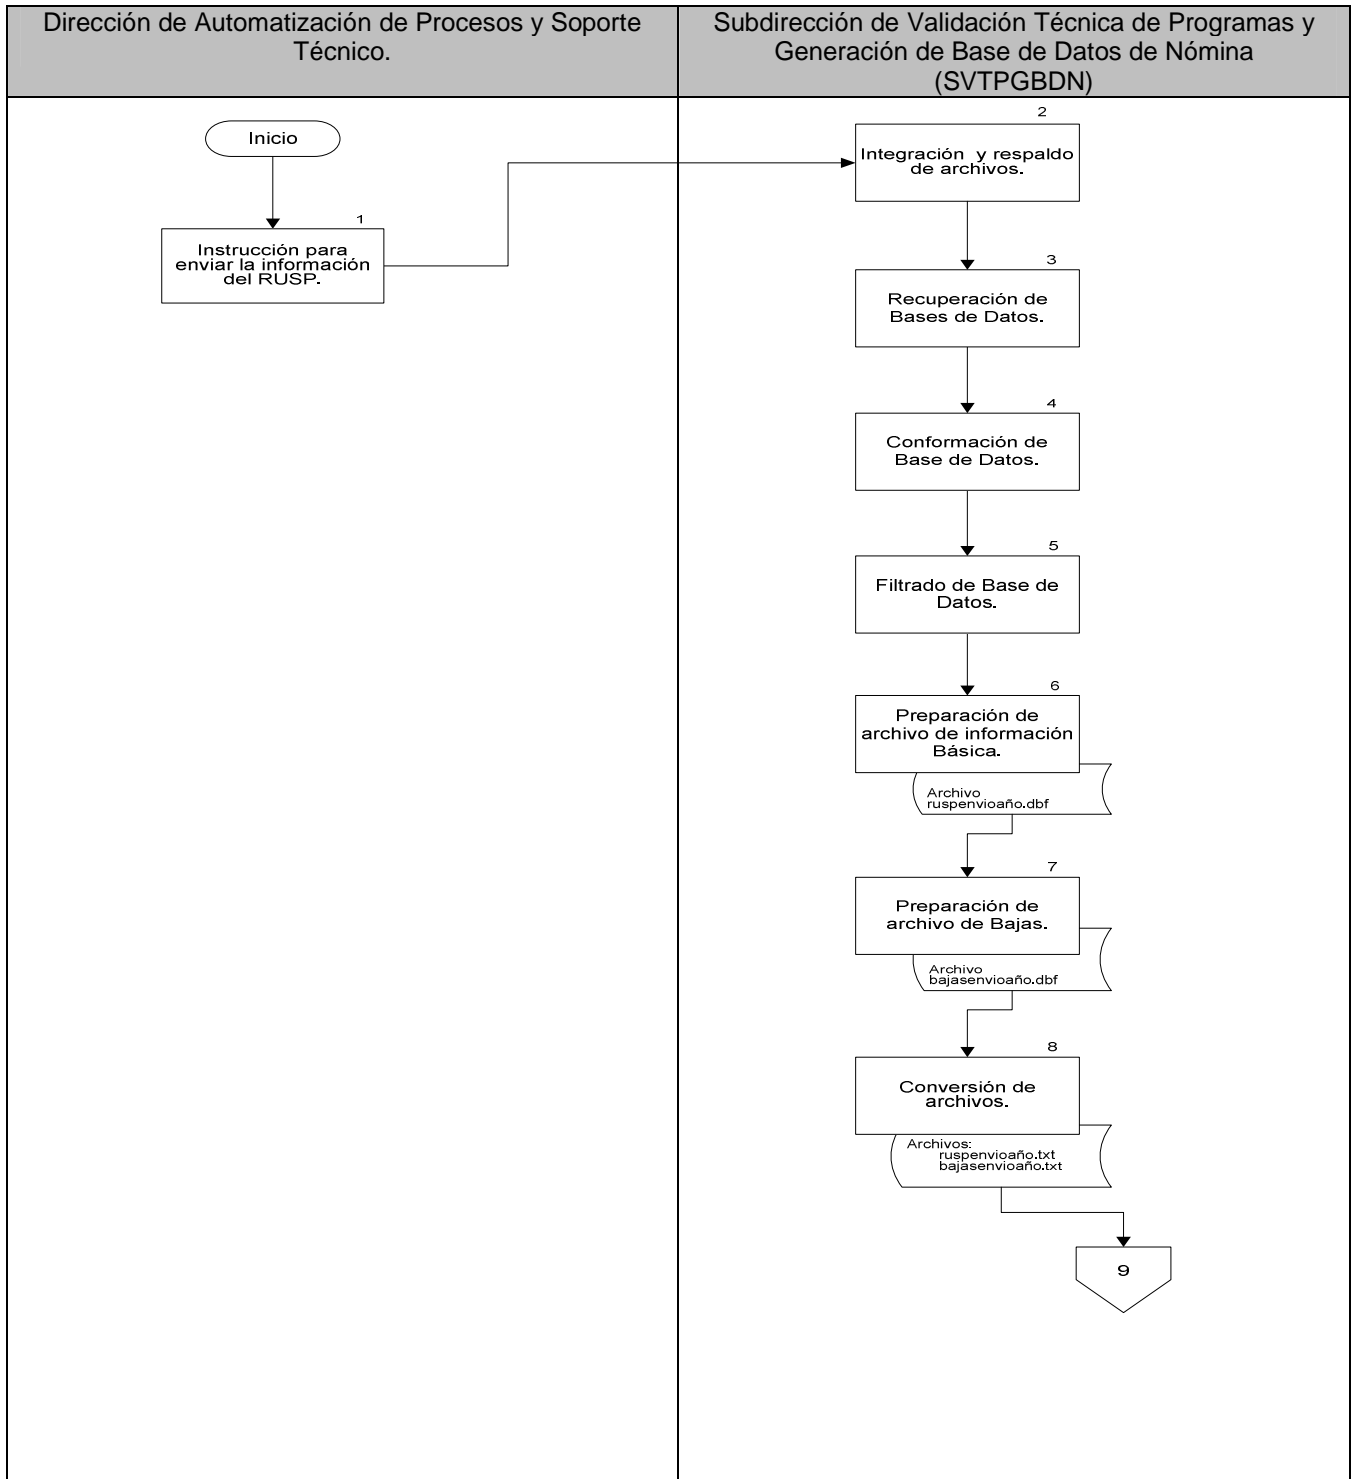 Dirección de Automatización de Procesos y Soporte
Técnico.
Subdirección de Validación Técnica de Programas y
Generación de Base de Datos de Nómina
(SVTPGBDN)
Inicio
1
Instrucción para
enviar la información
del RUSP.
2
Integración y respaldo
de archivos.
3
Recuperación de
Bases de Datos.
4
Conformación de
Base de Datos.
5
Filtrado de Base de
Datos.
6
Preparación de
archivo de información
Básica.
Archivo
ruspenvioaño.dbf
7
Preparación de
archivo de Bajas.
Archivo
bajasenvioaño.dbf
8
Conversión de
archivos.
Archivos:
ruspenvioaño.txt
bajasenvioaño.txt
9